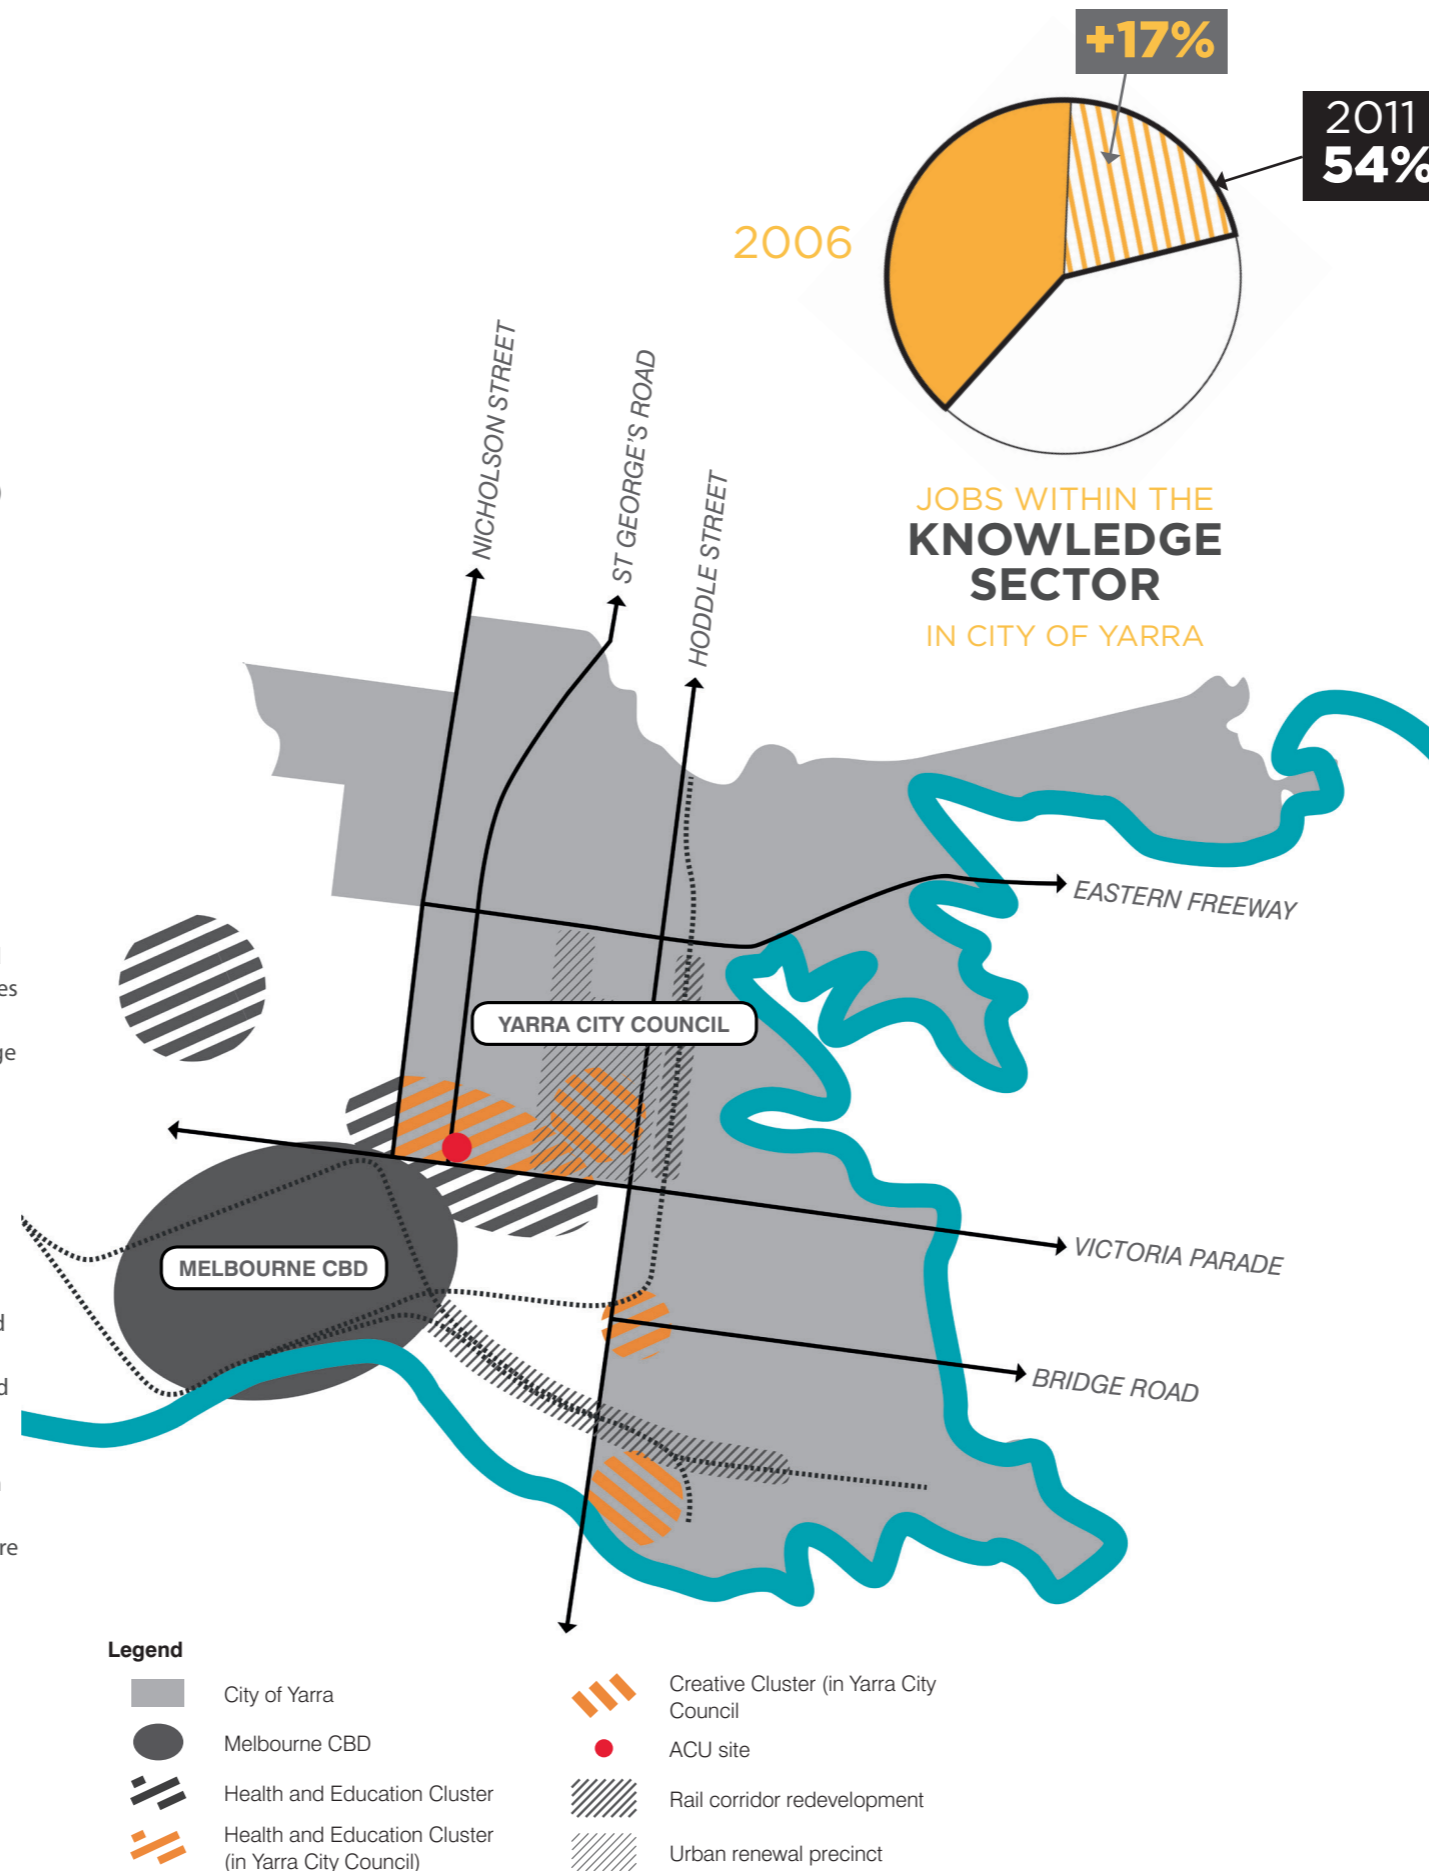 +17%
2011
54%
2006
JOBS WITHIN THE
KNOWLEDGE
SECTOR
IN CITY OF YARRA
NICHOLSON STREET
ST GEORGE'S ROAD
HODDLE STREET
EASTERN FREEWAY
YARRA CITY COUNCIL
MELBOURNE CBD
VICTORIA PARADE
BRIDGE ROAD
Legend
City of Yarra
Melbourne CBD
Health and Education Cluster
Health and Education Cluster
(in Yarra City Council)
Creative Cluster (in Yarra City
Council
ACU site
Rail corridor redevelopment
Urban renewal precinct